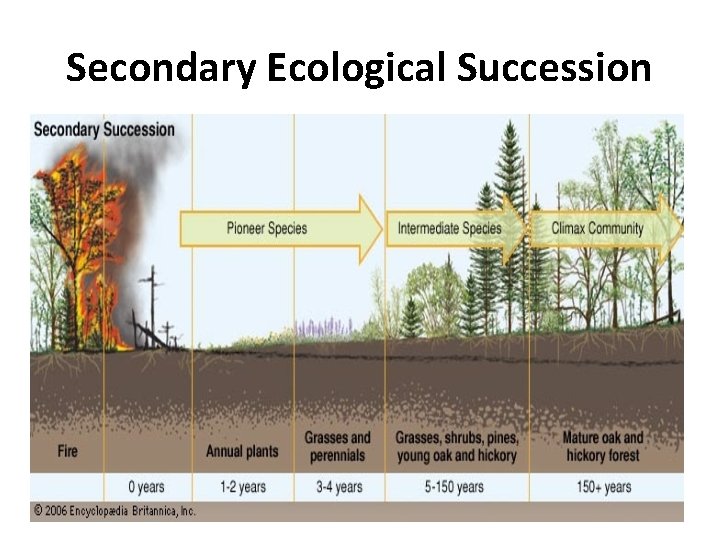 Secondary Ecological Succession
Secondary Succession
Pioneer Species
Intermediate Species
Climax Community
Fire
Annual plants
Grasses and
perennials
Grasses, shrubs, pines,
young oak and hickory
Mature oak and
hickory forest
0 years
1-2 years
3-4 years
5-150 years
150+ years
© 2006 Encyclopædia Britannica, Inc.